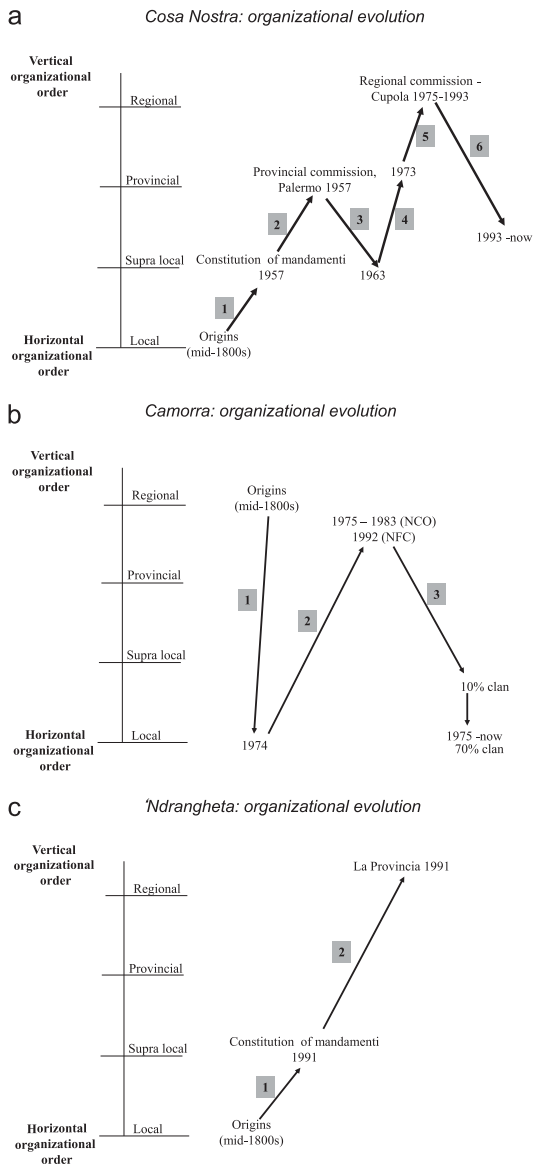 a
Cosa Nostra: organizational evolution
Vertical
organizational
order
Regional
Regional commission -
Cupola 1975-1993
5
6
Provincial
Provincial commission,
Palermo 1957
1973
2
3
4
1993 -now
Supra local
Constitution of mandamenti
1957
1963
1
Horizontal
organizational
order
Local
Origins
(mid-1800s)
b
Camorra: organizational evolution
Vertical
organizational
order
Regional
Origins
(mid-1800s)
1975 – 1983 (NCO)
1992 (NFC)
Provincial
1
2
3
Supra local
10% clan
Horizontal
organizational
order
Local
1974
1975 -now
70% clan
c
‘Ndrangheta: organizational evolution
Vertical
organizational
order
La Provincia 1991
Regional
2
Provincial
Supra local
Constitution of mandamenti
1991
1
Horizontal
organizational
order
Local
Origins
(mid-1800s)